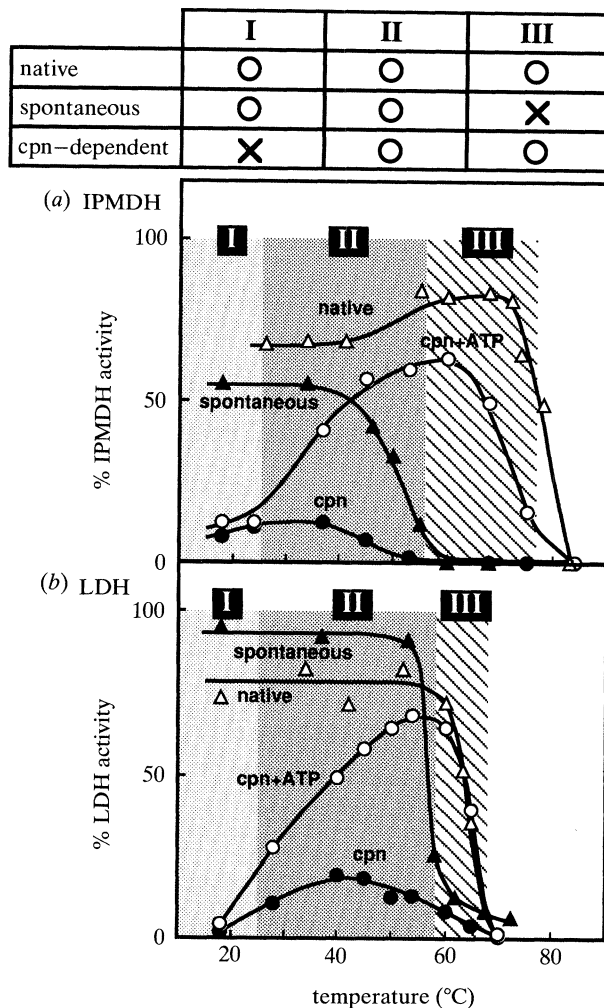 I II III
native ○ ○ ○
spontaneous ○ ○ ×
cpn-dependent × ○ ○
(a) IPMDH
100
I II III
native
cpn+ATP
50
spontaneous
cpn
0
% IPMDH activity
(b) LDH
100
I II III
spontaneous
native
50
cpn+ATP
cpn
0
% LDH activity
20 40 60 80
temperature (°C)